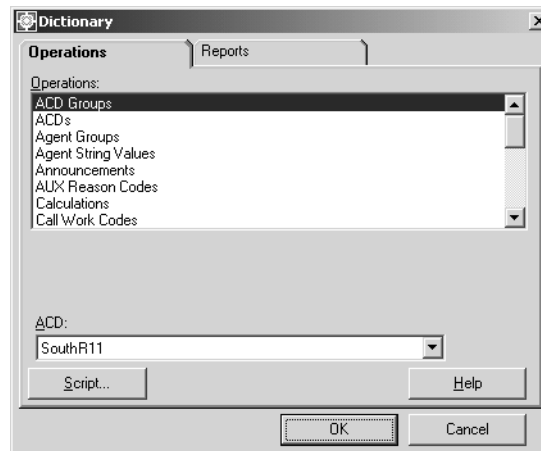 Dictionary
Operations
Reports
Operations:
ACD Groups
ACDs
Agent Groups
Agent String Values
Announcements
AUX Reason Codes
Calculations
Call Work Codes
ACD:
SouthR11
Script...
Help
OK
Cancel